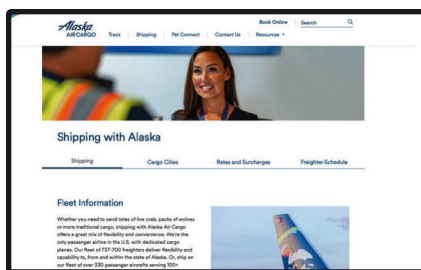 Book Online
Search
Alaska
AIR CARGO
Track
Shipping
Pet Connect
Contact Us
Resources
Shipping with Alaska
Shipping
Cargo Cities
Rates and Surcharges
Freighter Schedule
Fleet Information
Whether you need to send totes of live crab, packs of wolves
or more traditional cargo, shipping with Alaska Air Cargo
offers a great mix of flexibility and convenience. We're the
only passenger airline in the U.S. with dedicated cargo
planes. Our fleet of 737-700 freighters deliver flexibility and
capability to, from and within the state of Alaska. Or, ship on
our fleet of over 330 passenger aircrafts serving 100+